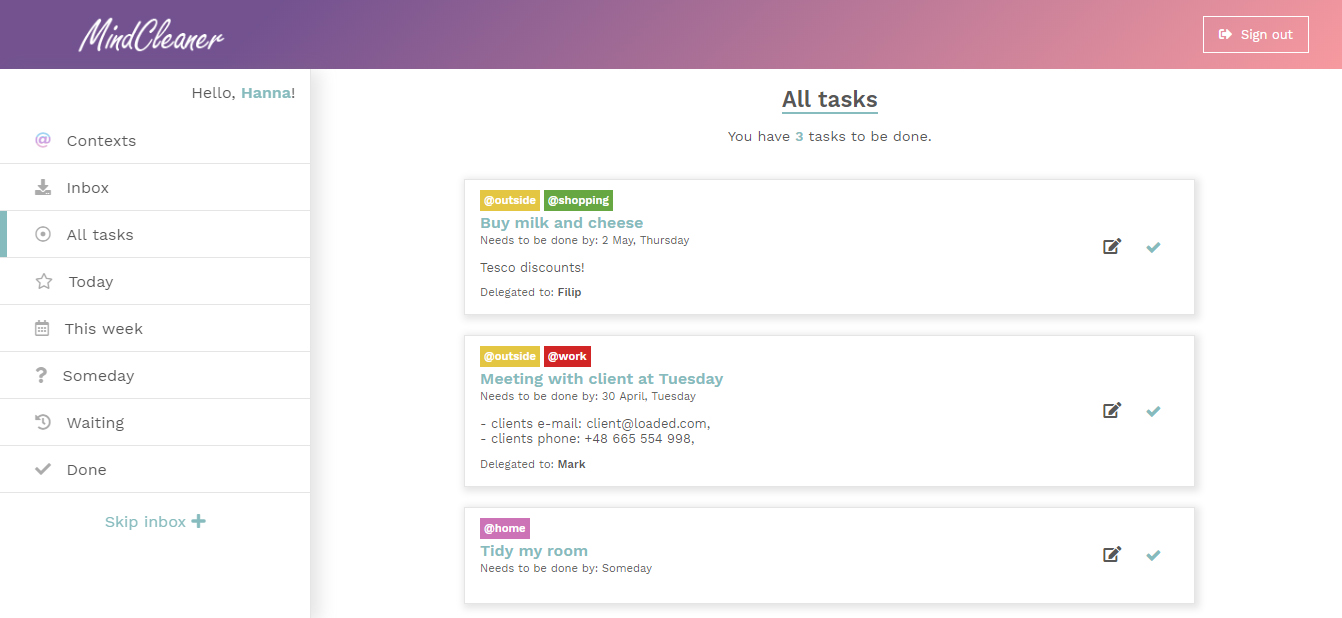 MindCleaner
Sign out
Hello, Hanna!
@ Contexts
Inbox
All tasks
Today
This week
? Someday
Waiting
Done
Skip inbox +
All tasks
You have 3 tasks to be done.
@outside @shopping
Buy milk and cheese
Needs to be done by: 2 May, Thursday
Tesco discounts!
Delegated to: Filip
@outside @work
Meeting with client at Tuesday
Needs to be done by: 30 April, Tuesday
- clients e-mail: client@loaded.com,
- clients phone: +48 665 554 998,
Delegated to: Mark
@home
Tidy my room
Needs to be done by: Someday